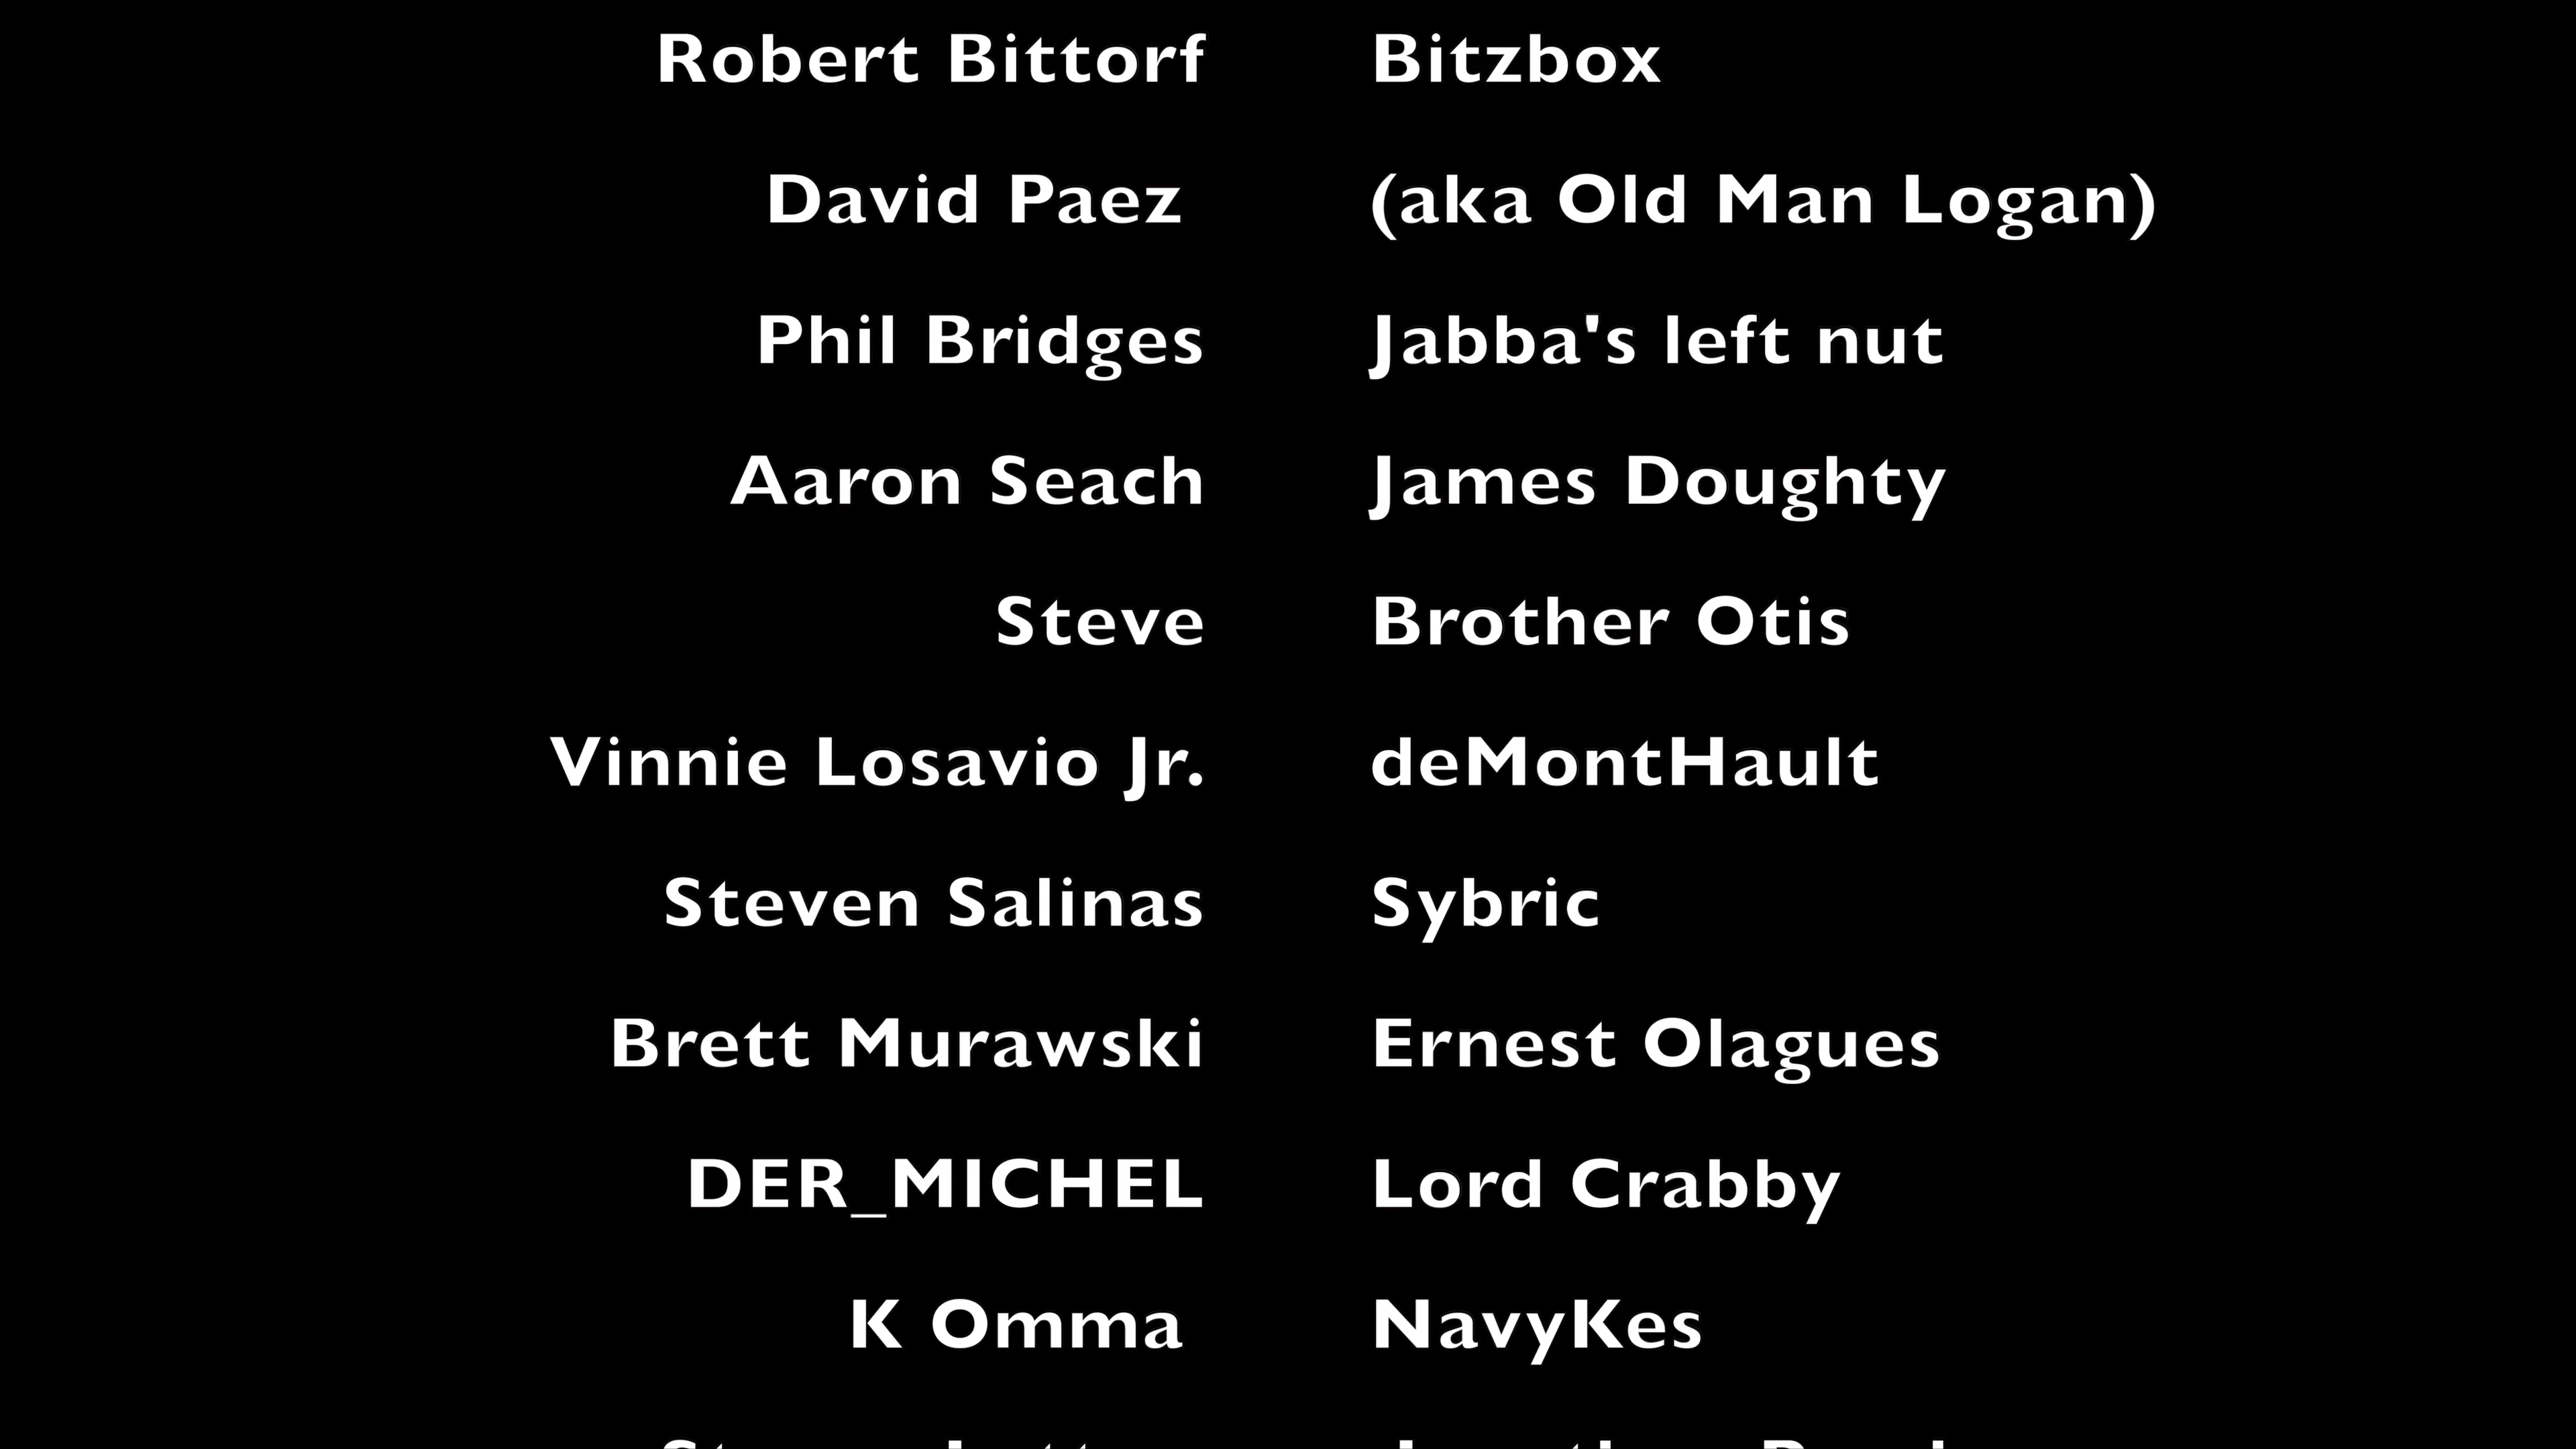 Robert Bittorf Bitzbox
David Paez (aka Old Man Logan)
Phil Bridges Jabba's left nut
Aaron Seach James Doughty
Steve Brother Otis
Vinnie Losavio Jr. deMontHault
Steven Salinas Sybric
Brett Murawski Ernest Olagues
DER_MICHEL Lord Crabby
K Omma NavyKes